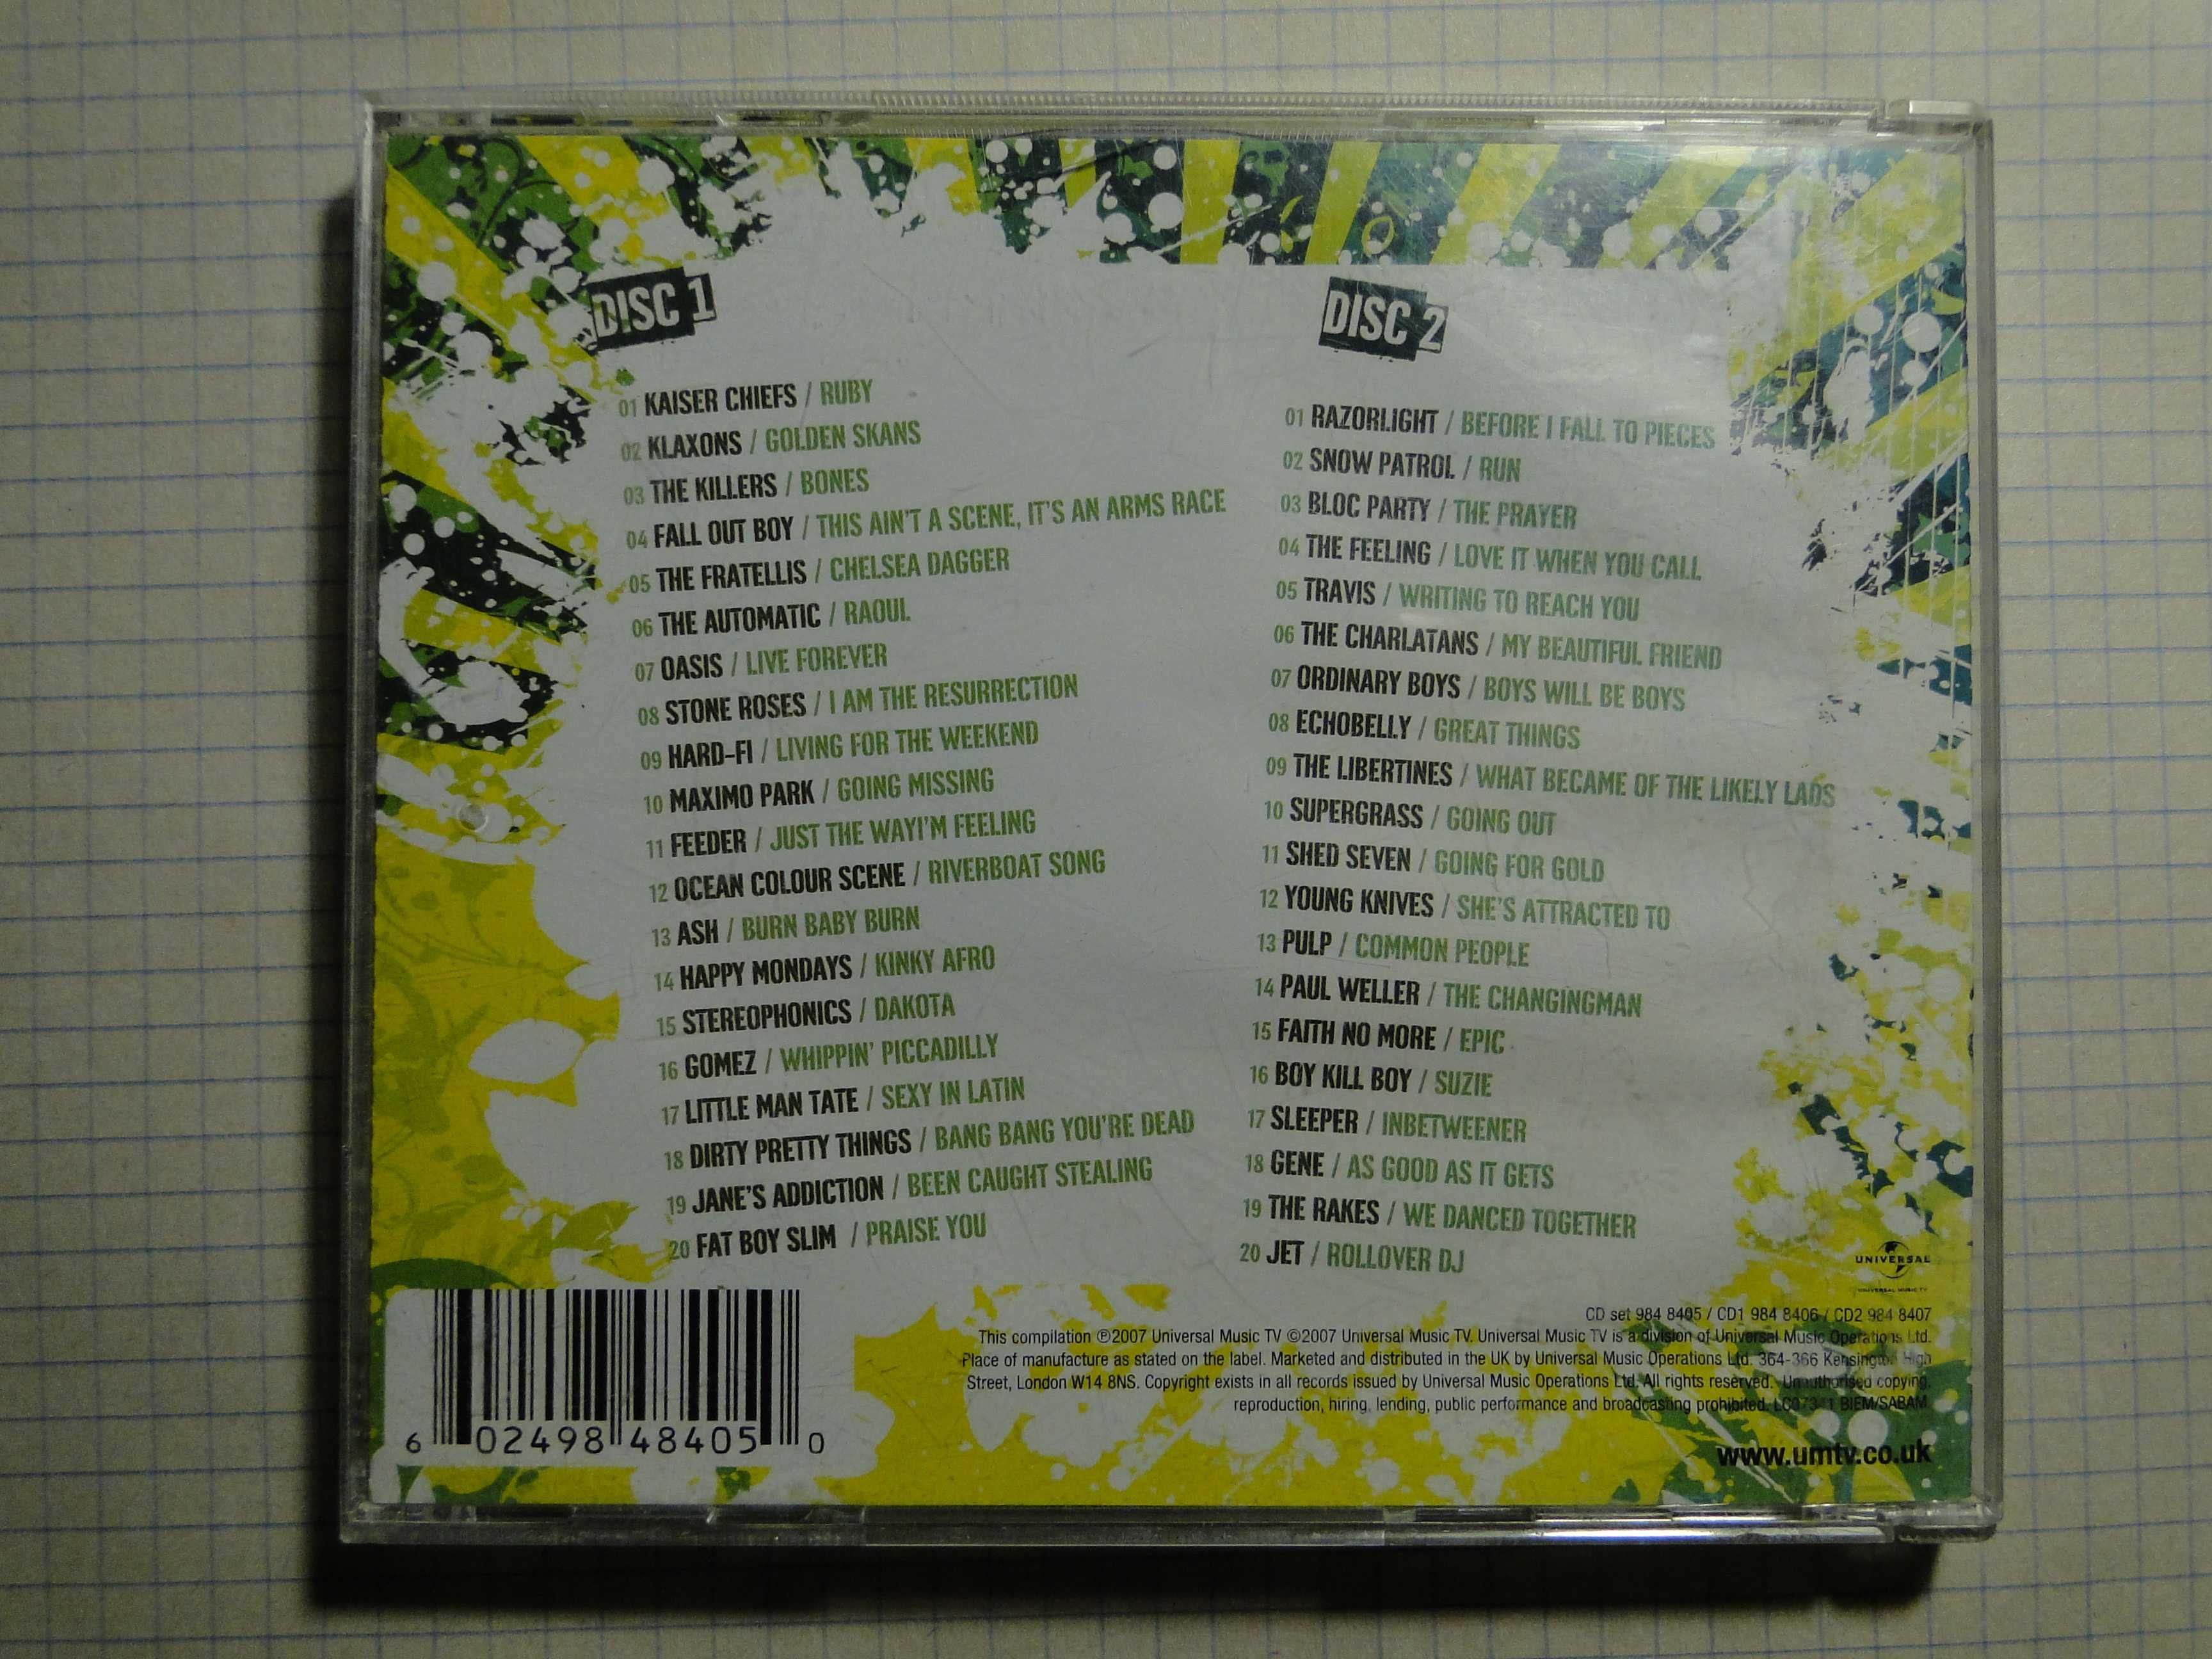 DISC 1
01 KAISER CHIEFS / RUBY
02 KLAXONS / GOLDEN SKANS
03 THE KILLERS / BONES
04 FALL OUT BOY / THIS AIN'T A SCENE, IT'S AN ARMS RACE
05 THE FRATELLIS / CHELSEA DAGGER
06 THE AUTOMATIC / RAOUL
07 OASIS / LIVE FOREVER
08 STONE ROSES / I AM THE RESURRECTION
09 HARD-FI / LIVING FOR THE WEEKEND
10 MAXIMO PARK / GOING MISSING
11 FEEDER / JUST THE WAYI'M FEELING
12 OCEAN COLOUR SCENE / RIVERBOAT SONG
13 ASH / BURN BABY BURN
14 HAPPY MONDAYS / KINKY AFRO
15 STEREOPHONICS / DAKOTA
16 GOMEZ / WHIPPIN' PICCADILLY
17 LITTLE MAN TATE / SEXY IN LATIN
18 DIRTY PRETTY THINGS / BANG BANG YOU'RE DEAD
19 JANE'S ADDICTION / BEEN CAUGHT STEALING
20 FAT BOY SLIM / PRAISE YOU
DISC 2
01 RAZORLIGHT / BEFORE I FALL TO PIECES
02 SNOW PATROL / RUN
03 BLOC PARTY / THE PRAYER
04 THE FEELING / LOVE IT WHEN YOU CALL
05 TRAVIS / WRITING TO REACH YOU
06 THE CHARLATANS / MY BEAUTIFUL FRIEND
07 ORDINARY BOYS / BOYS WILL BE BOYS
08 ECHOBELLY / GREAT THINGS
09 THE LIBERTINES / WHAT BECAME OF THE LIKELY LADS
10 SUPERGRASS / GOING OUT
11 SHED SEVEN / GOING FOR GOLD
12 YOUNG KNIVES / SHE'S ATTRACTED TO
13 PULP / COMMON PEOPLE
14 PAUL WELLER / THE CHANGINGMAN
15 FAITH NO MORE / EPIC
16 BOY KILL BOY / SUZIE
17 SLEEPER / INBETWEENER
18 GENE / AS GOOD AS IT GETS
19 THE RAKES / WE DANCED TOGETHER
20 JET / ROLLOVER DJ
UNIVERSAL
UNIVERSAL MUSIC TV
CD set 984 8405 / CD1 984 8406 / CD2 984 8407
This compilation ℗2007 Universal Music TV ©2007 Universal Music TV. Universal Music TV is a division of Universal Music Operations Ltd.
Place of manufacture as stated on the label. Marketed and distributed in the UK by Universal Music Operations Ltd. 364-366 Kensington High
Street, London W14 8NS. Copyright exists in all records issued by Universal Music Operations Ltd. All rights reserved. Unauthorised copying,
reproduction, hiring, lending, public performance and broadcasting prohibited. BIEM/SABAM.
www.umtv.co.uk
6 02498 48405 0